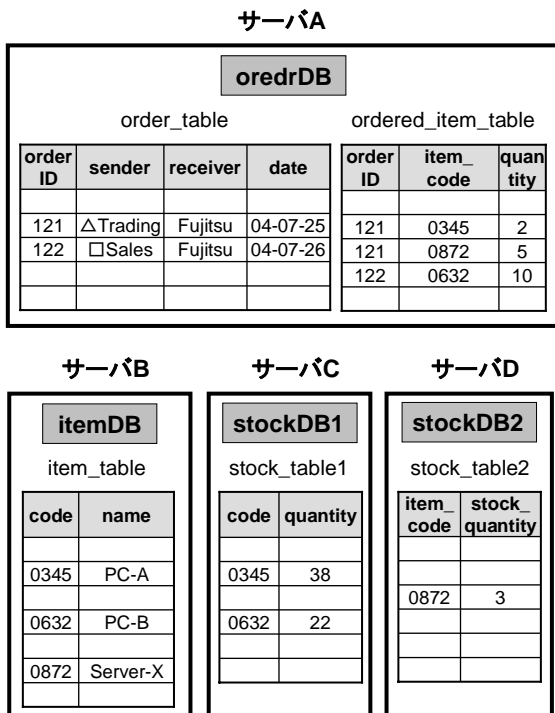 サーバA
oredrDB
order_table
ordered_item_table
order ID sender receiver date
121 △Trading Fujitsu 04-07-25
122 □Sales Fujitsu 04-07-26
order ID item_ code quan tity
121 0345 2
121 0872 5
122 0632 10
サーバB
itemDB
item_table
code name
0345 PC-A
0632 PC-B
0872 Server-X
サーバC
stockDB1
stock_table1
code quantity
0345 38
0632 22
サーバD
stockDB2
stock_table2
item_ code stock_ quantity
0872 3